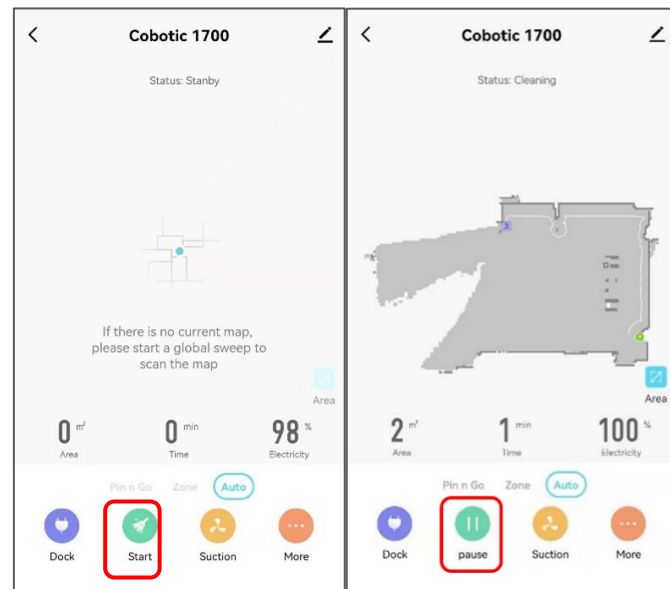 Cobotic 1700
Status: Stanby
If there is no current map,
please start a global sweep to
scan the map
Area
0 m²
0 min
98 %
Area
Time
Electricity
Pin n Go
Zone
Auto
Dock
Start
Suction
More
Cobotic 1700
Status: Cleaning
Area
2 m²
1 min
100 %
Area
Time
Electricity
Pin n Go
Zone
Auto
Dock
pause
Suction
More